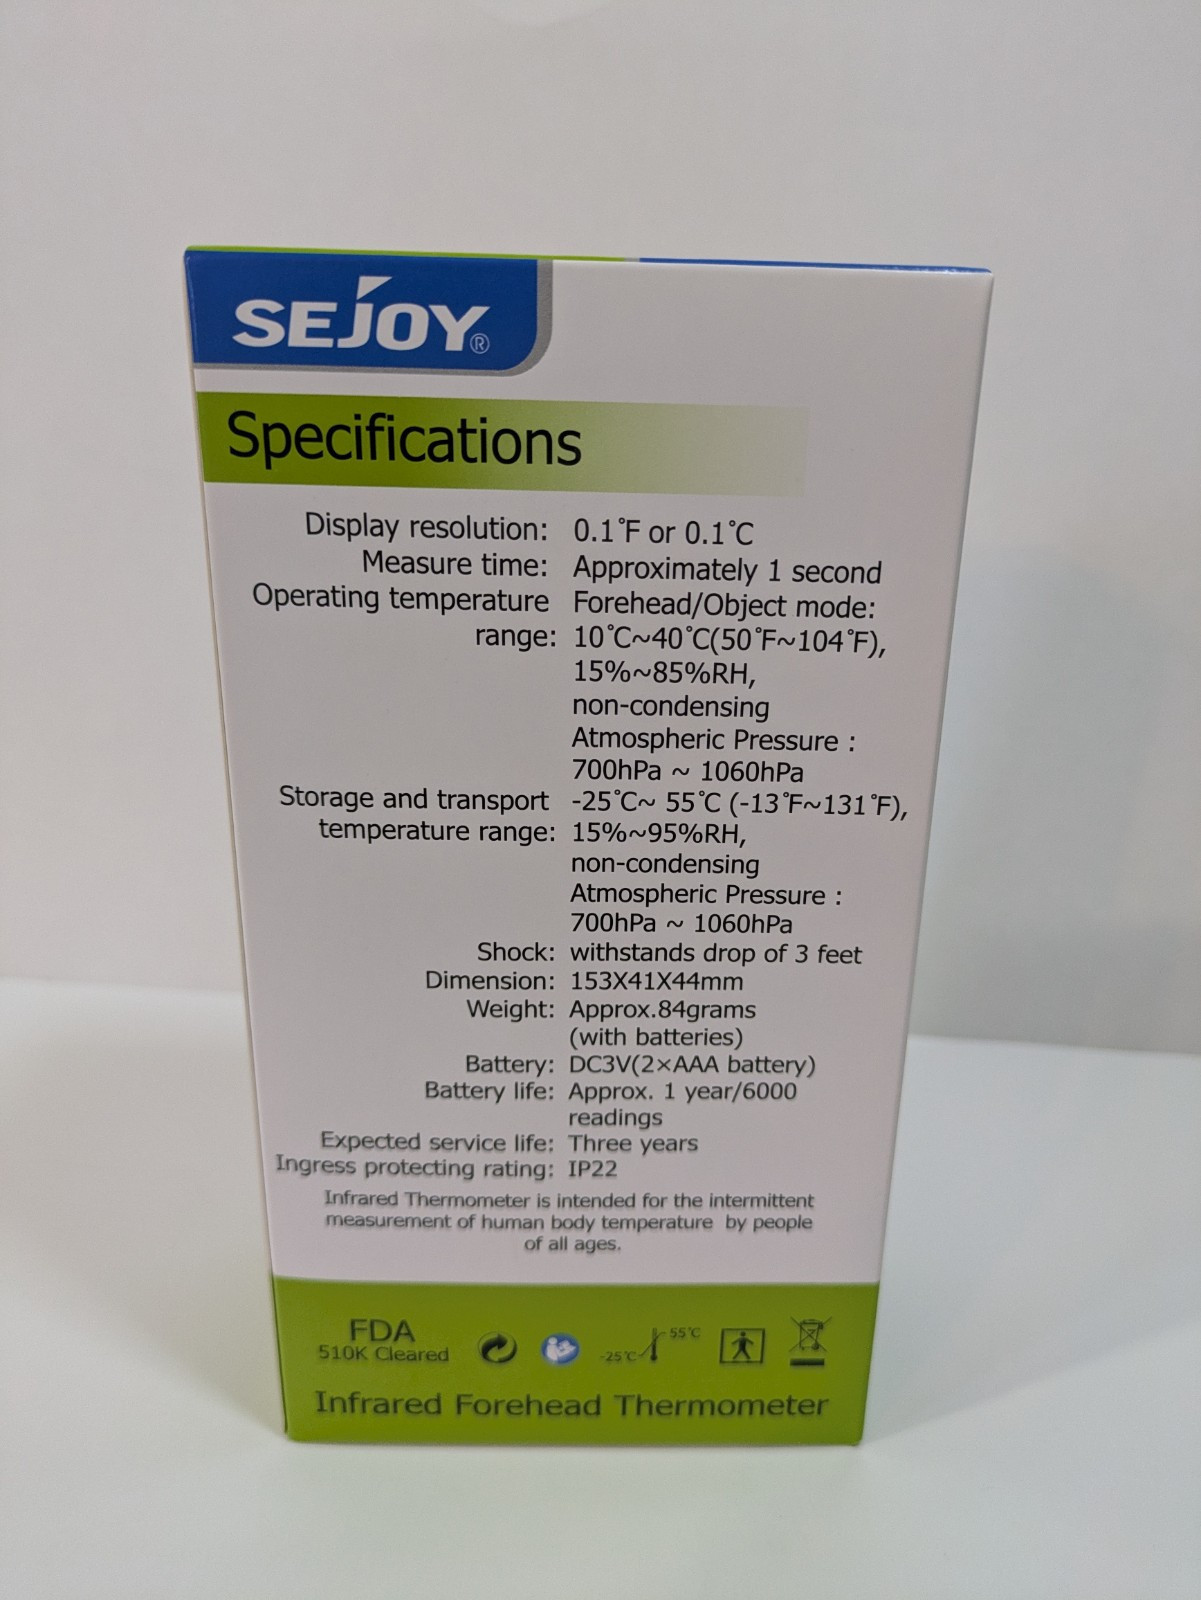 SEJOY®
Specifications
Display resolution: 0.1°F or 0.1°C
Measure time: Approximately 1 second
Operating temperature Forehead/Object mode:
range: 10°C~40°C(50°F~104°F),
15%~85%RH,
non-condensing
Atmospheric Pressure :
700hPa ~ 1060hPa
Storage and transport -25°C~ 55°C (-13°F~131°F),
temperature range: 15%~95%RH,
non-condensing
Atmospheric Pressure :
700hPa ~ 1060hPa
Shock: withstands drop of 3 feet
Dimension: 153X41X44mm
Weight: Approx.84grams
(with batteries)
Battery: DC3V(2×AAA battery)
Battery life: Approx. 1 year/6000
readings
Expected service life: Three years
Ingress protecting rating: IP22
Infrared Thermometer is intended for the intermittent
measurement of human body temperature by people
of all ages.
FDA
510K Cleared
-25°C 55°C
Infrared Forehead Thermometer